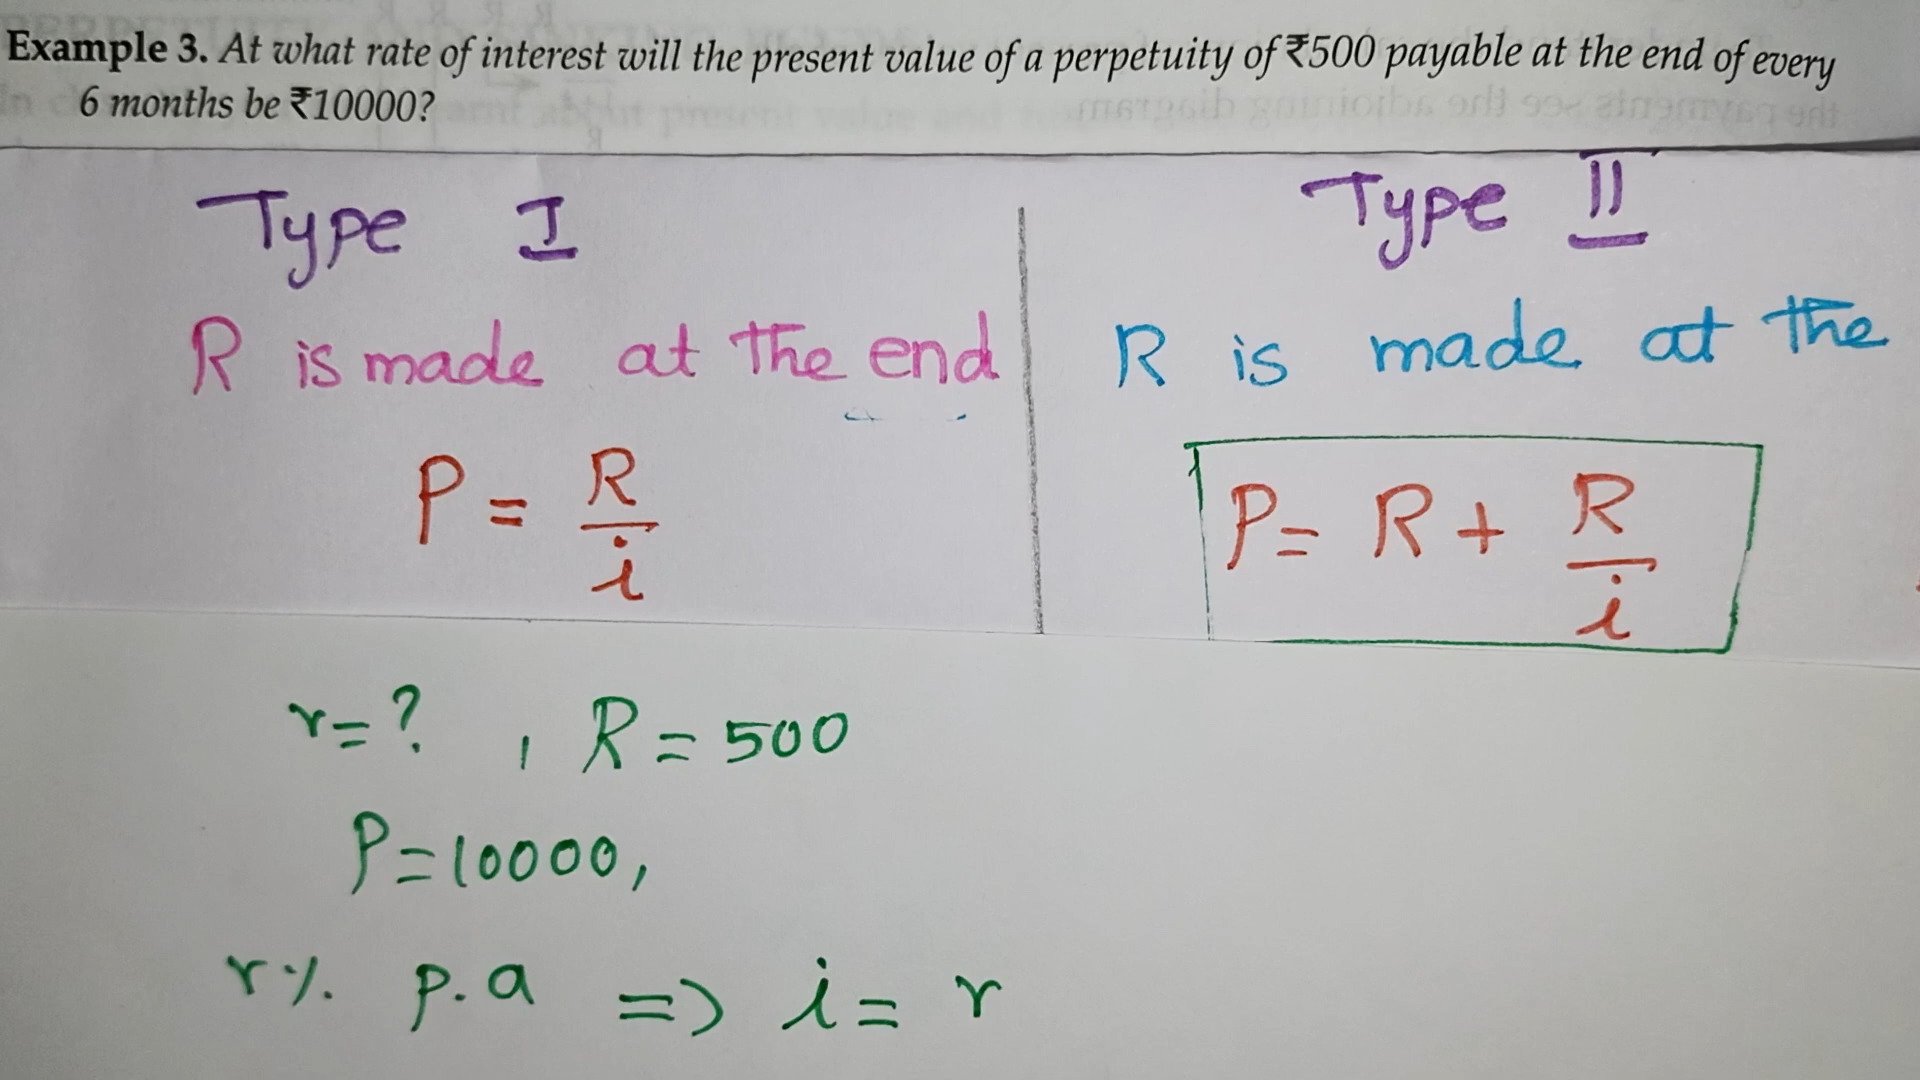 Example 3. At what rate of interest will the present value of a perpetuity of ₹500 payable at the end of every
6 months be ₹10000?
Type I
R is made at the end
P = R/i
Type II
R is made at the
P = R + R/i
r = ? , R = 500
P = 10000,
r % p.a => i = r